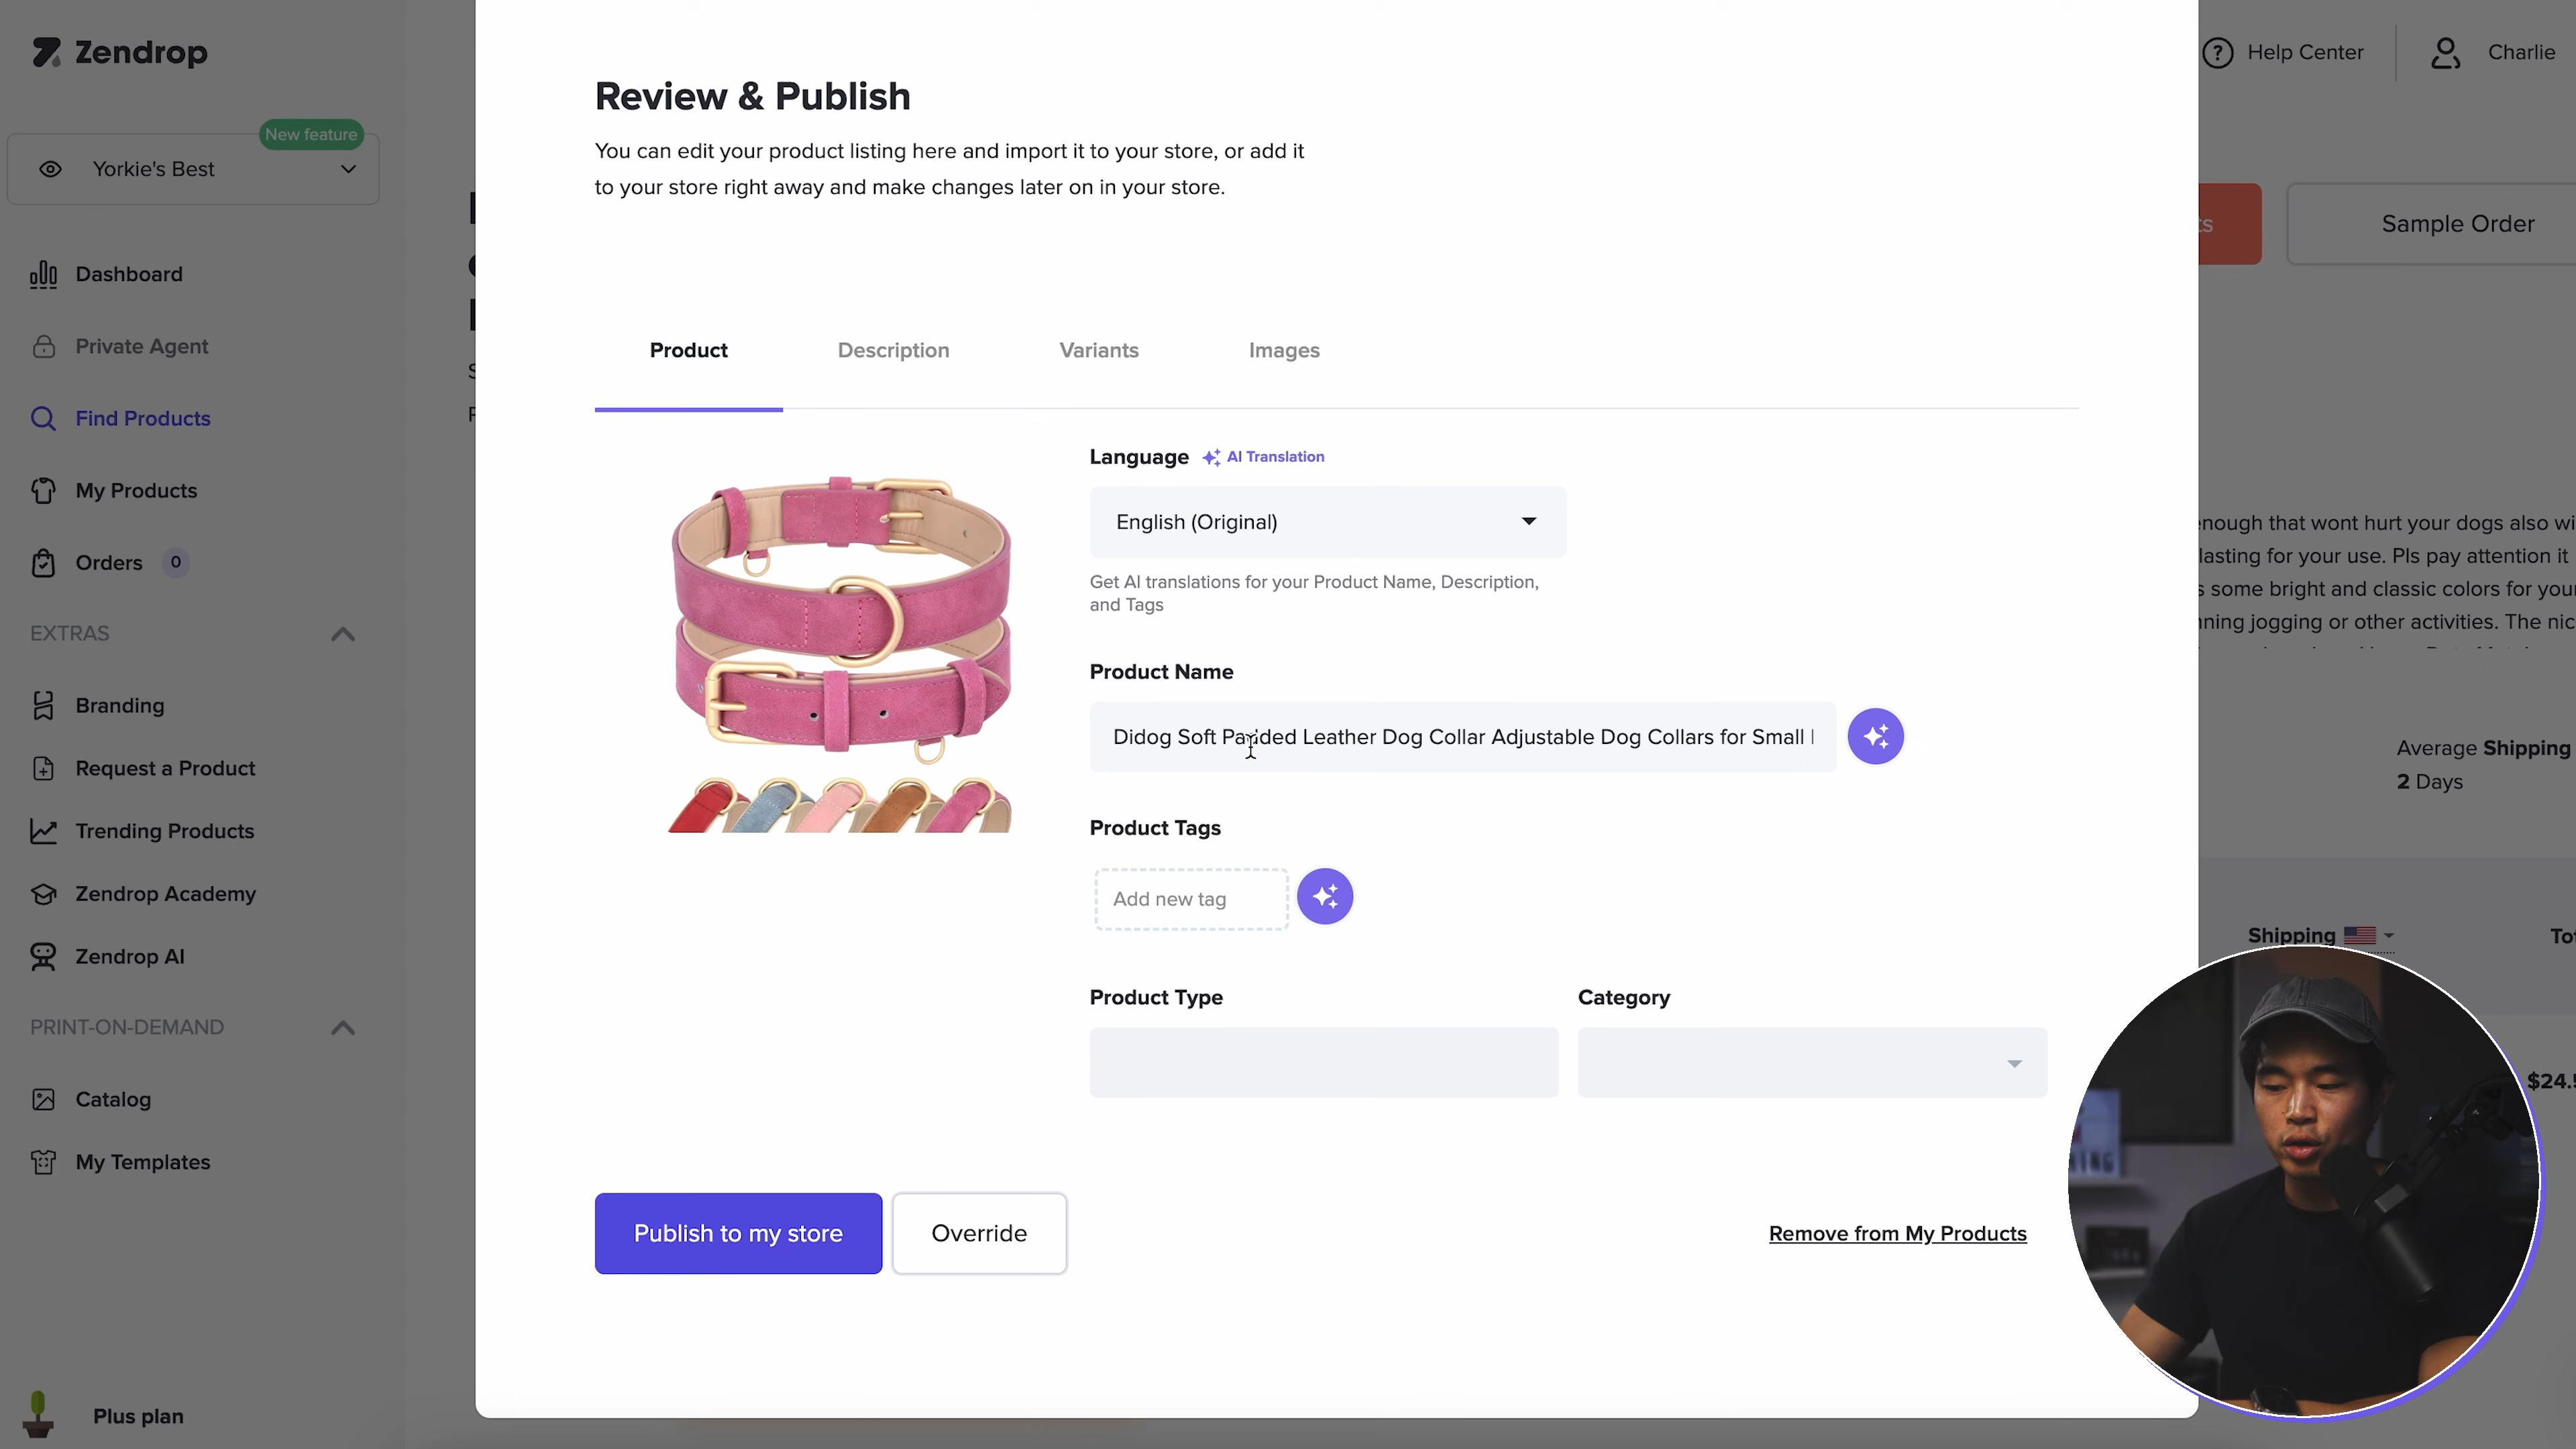 Zendrop
New feature
Yorkie's Best
Dashboard
Private Agent
Find Products
My Products
Orders 0
EXTRAS
Branding
Request a Product
Trending Products
Zendrop Academy
Zendrop AI
PRINT-ON-DEMAND
Catalog
My Templates
Plus plan
Review & Publish
You can edit your product listing here and import it to your store, or add it
to your store right away and make changes later on in your store.
Product Description Variants Images
Language AI Translation
English (Original)
Get AI translations for your Product Name, Description,
and Tags
Product Name
Didog Soft Padded Leather Dog Collar Adjustable Dog Collars for Small
Product Tags
Add new tag
Product Type Category
Publish to my store Override Remove from My Products
? Help Center Charlie
Sample Order
enough that wont hurt your dogs also wi
lasting for your use. Pls pay attention it
s some bright and classic colors for your
nning jogging or other activities. The nic
Average Shipping
2 Days
Shipping
$24.5